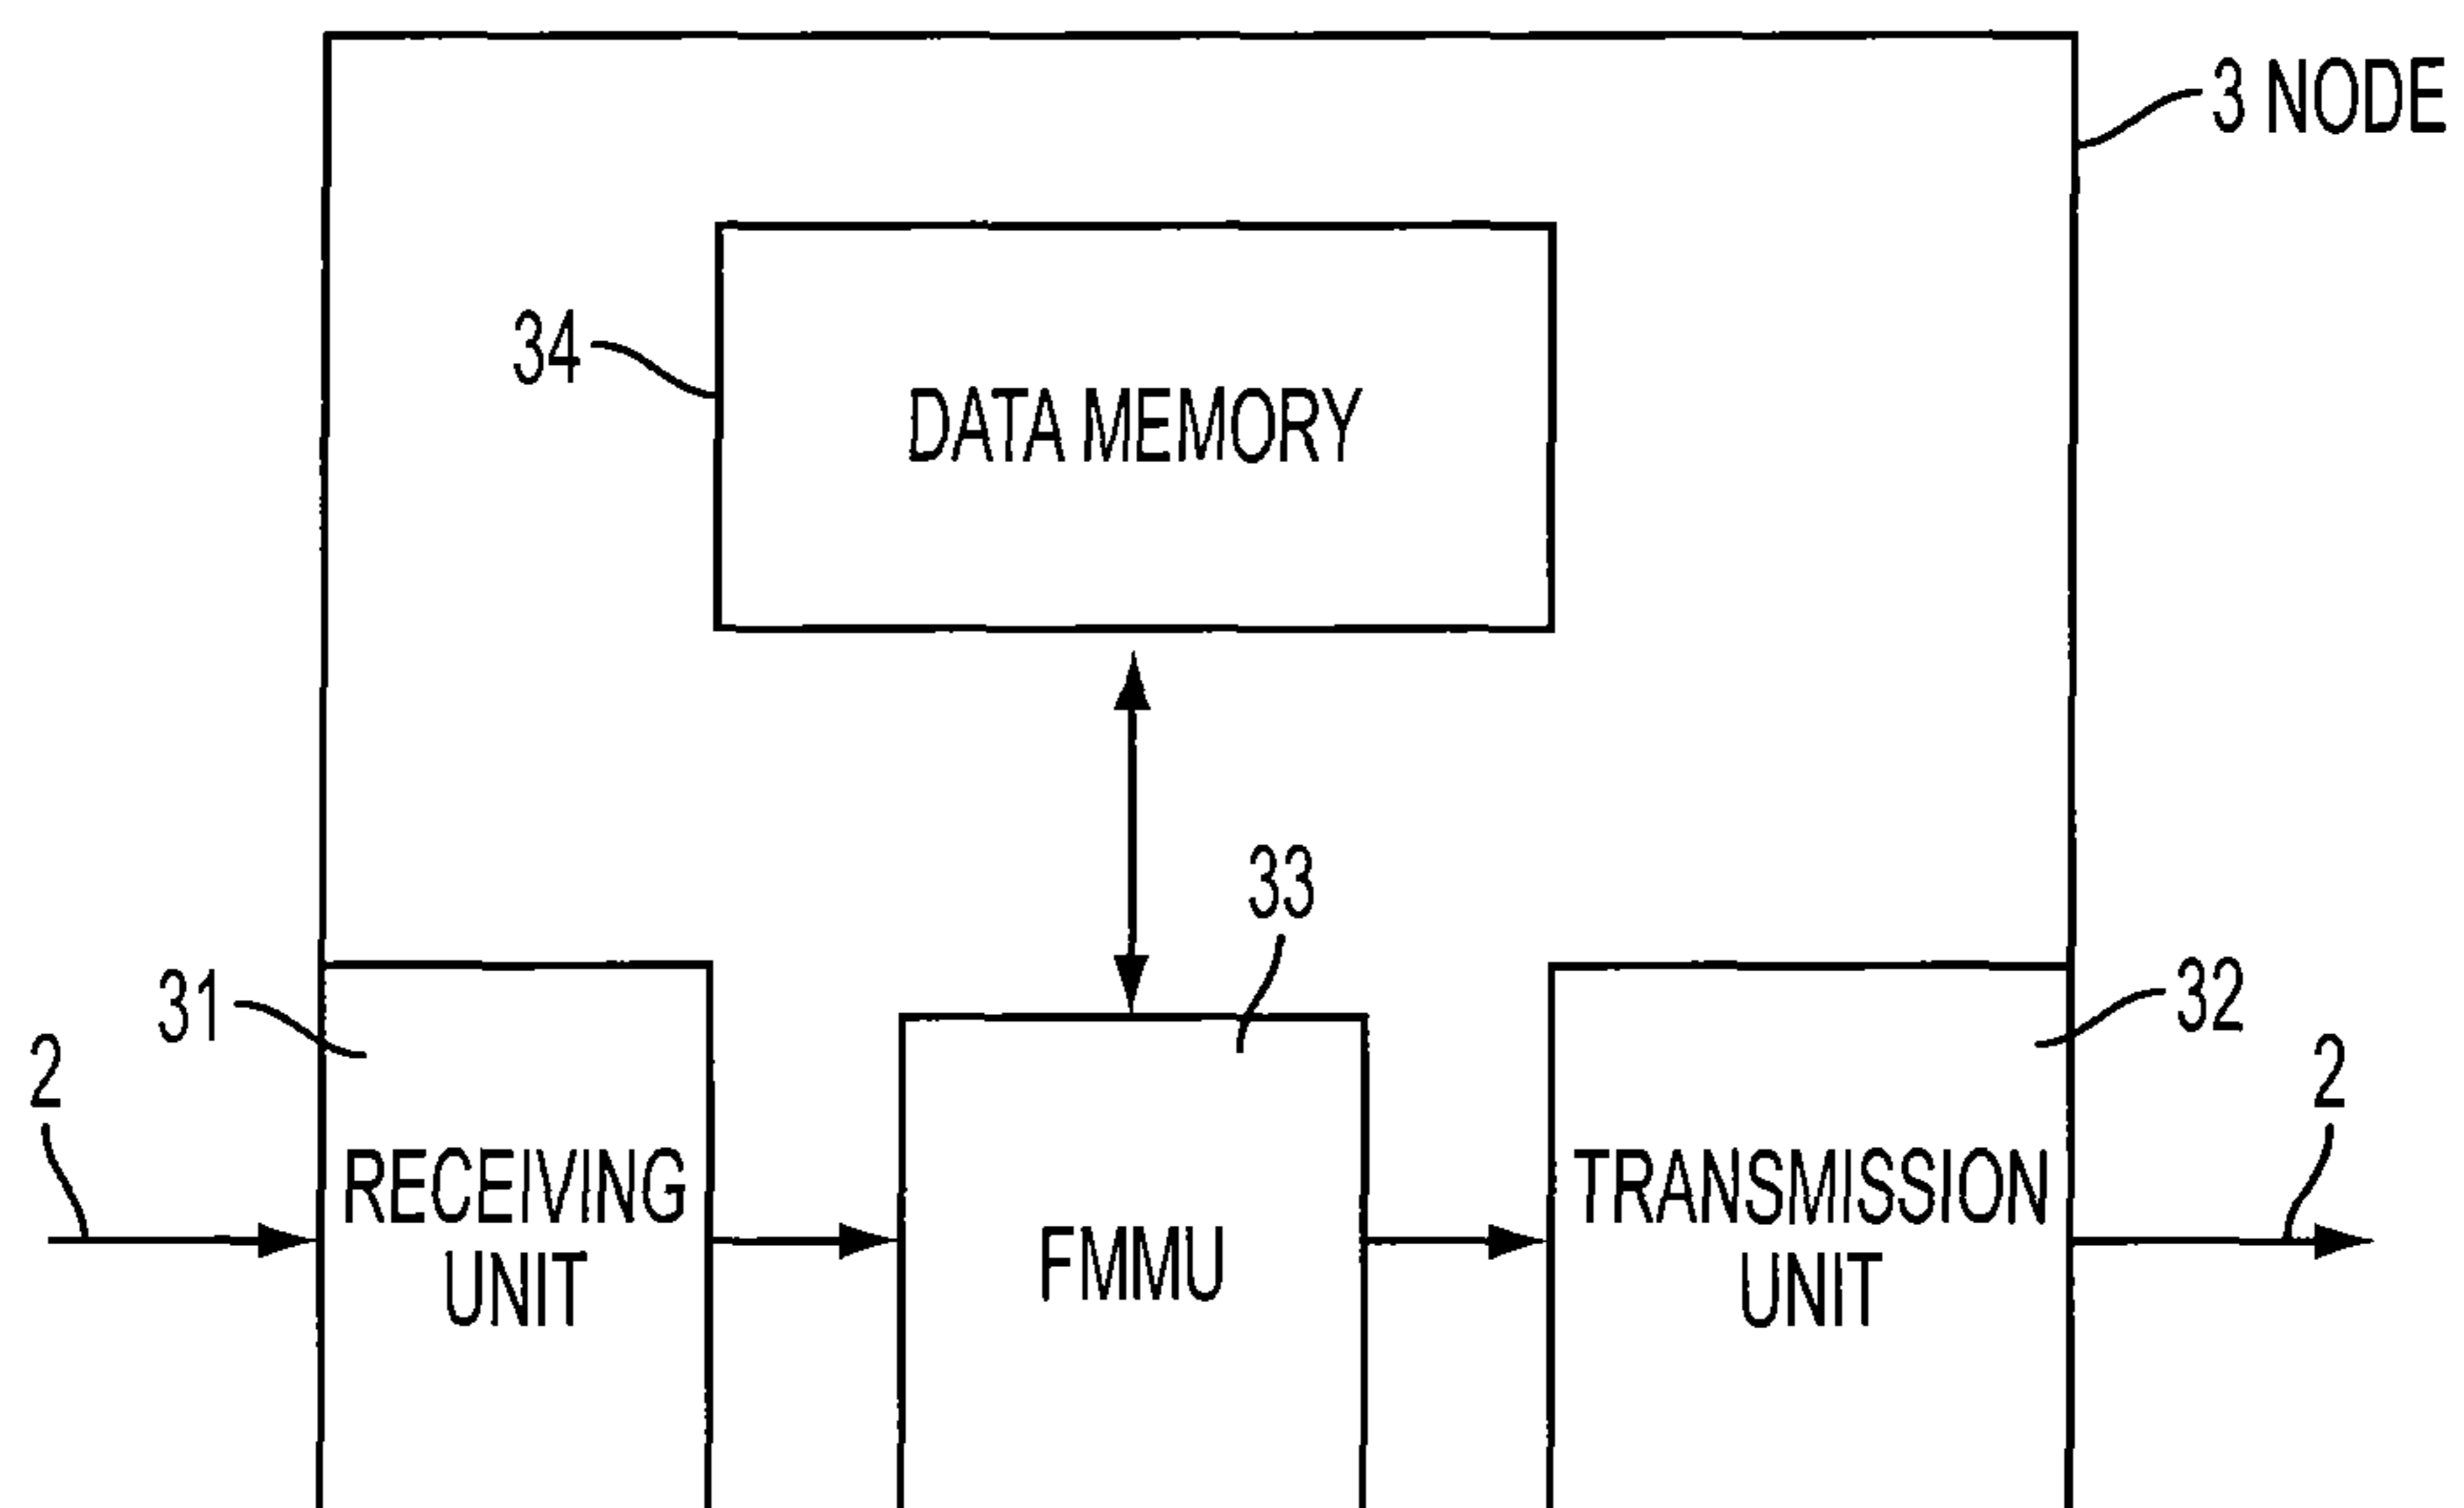 3 NODE
34
DATA MEMORY
33
31
32
2
2
RECEIVING
UNIT
FMMU
TRANSMISSION
UNIT